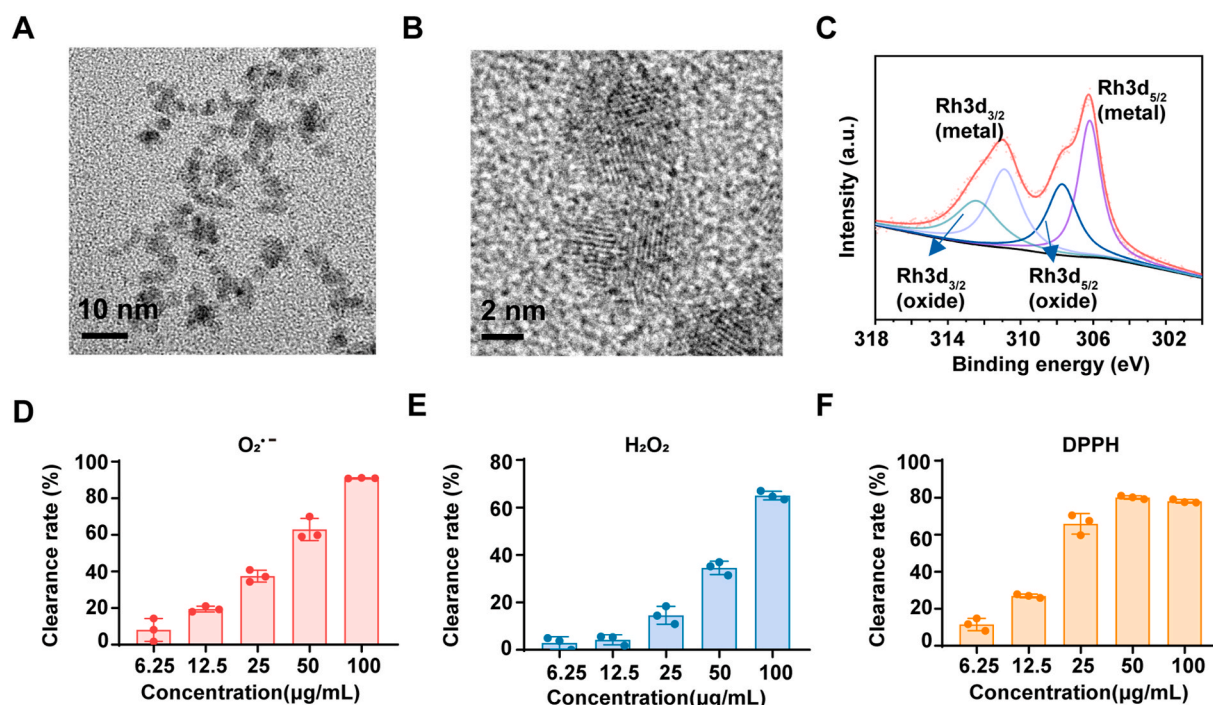 A
10 nm
B
2 nm
C
Intensity (a.u.)
Rh3d3/2
(metal)
Rh3d5/2
(metal)
Rh3d3/2
(oxide)
Rh3d5/2
(oxide)
318 314 310 306 302
Binding energy (eV)
D
O₂·⁻
Clearance rate (%)
100
80
60
40
20
0
6.25 12.5 25 50 100
Concentration(μg/mL)
E
H₂O₂
Clearance rate (%)
80
60
40
20
0
6.25 12.5 25 50 100
Concentration(μg/mL)
F
DPPH
Clearance rate (%)
100
80
60
40
20
0
6.25 12.5 25 50 100
Concentration(μg/mL)